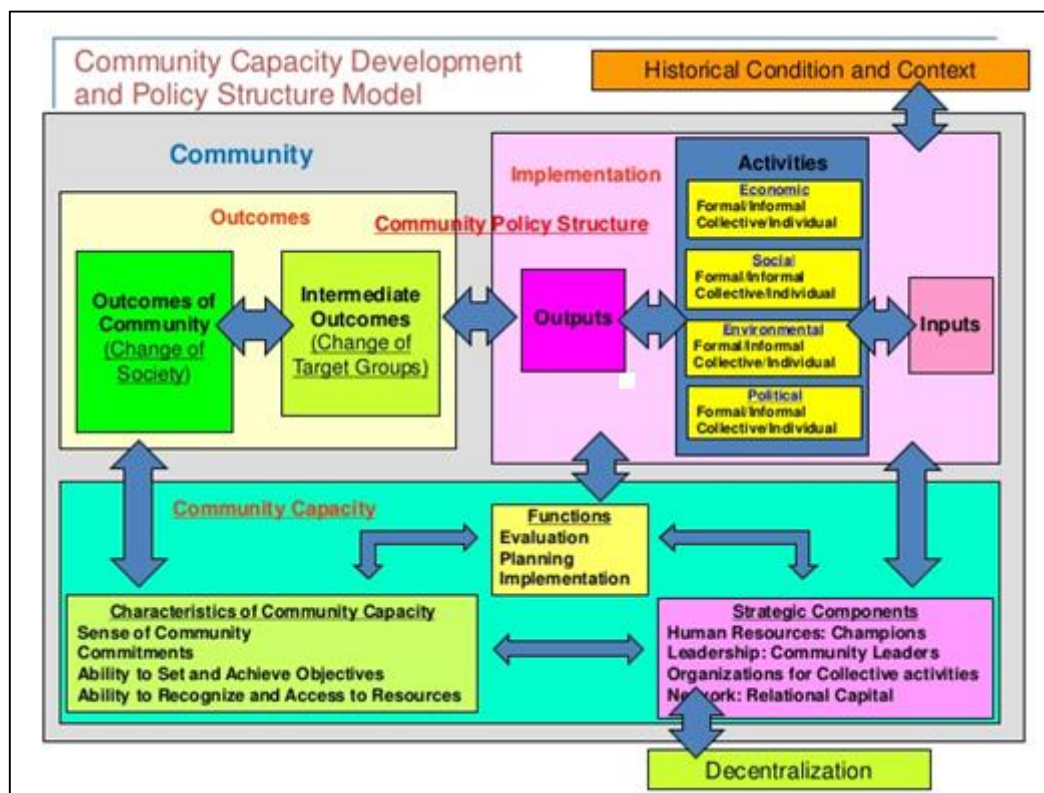 Community Capacity Development
and Policy Structure Model
Historical Condition and Context
Community
Implementation
Activities
Economic
Formal/Informal
Collective/Individual
Outcomes
Community Policy Structure
Social
Formal/Informal
Collective/Individual
Outcomes of
Community
(Change of
Society)
Intermediate
Outcomes
(Change of
Target Groups)
Outputs
Environmental
Formal/Informal
Collective/Individual
Inputs
Political
Formal/Informal
Collective/Individual
Community Capacity
Functions
Evaluation
Planning
Implementation
Characteristics of Community Capacity
Sense of Community
Commitments
Ability to Set and Achieve Objectives
Ability to Recognize and Access to Resources
Strategic Components
Human Resources: Champions
Leadership: Community Leaders
Organizations for Collective activities
Network: Relational Capital
Decentralization